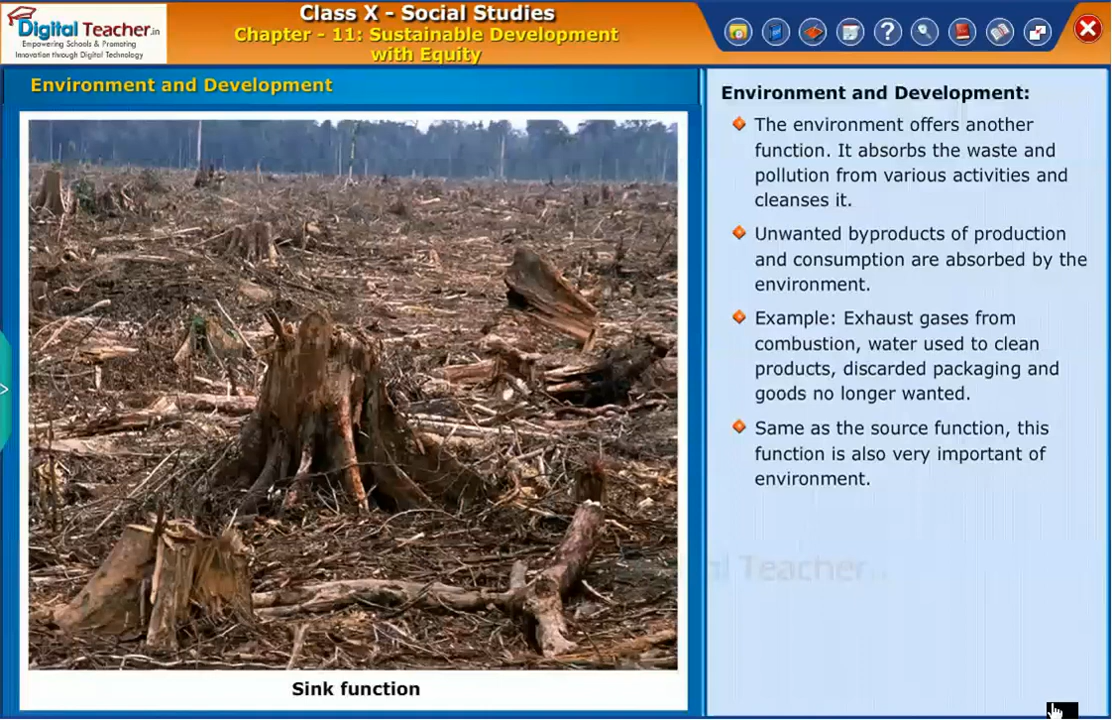 Digital Teacher.in
Empowering Schools & Promoting
Innovation through Digital Technology
Class X - Social Studies
Chapter - 11: Sustainable Development
with Equity
Environment and Development
Sink function
Environment and Development:
The environment offers another
function. It absorbs the waste and
pollution from various activities and
cleanses it.
Unwanted byproducts of production
and consumption are absorbed by the
environment.
Example: Exhaust gases from
combustion, water used to clean
products, discarded packaging and
goods no longer wanted.
Same as the source function, this
function is also very important of
environment.
Teacher